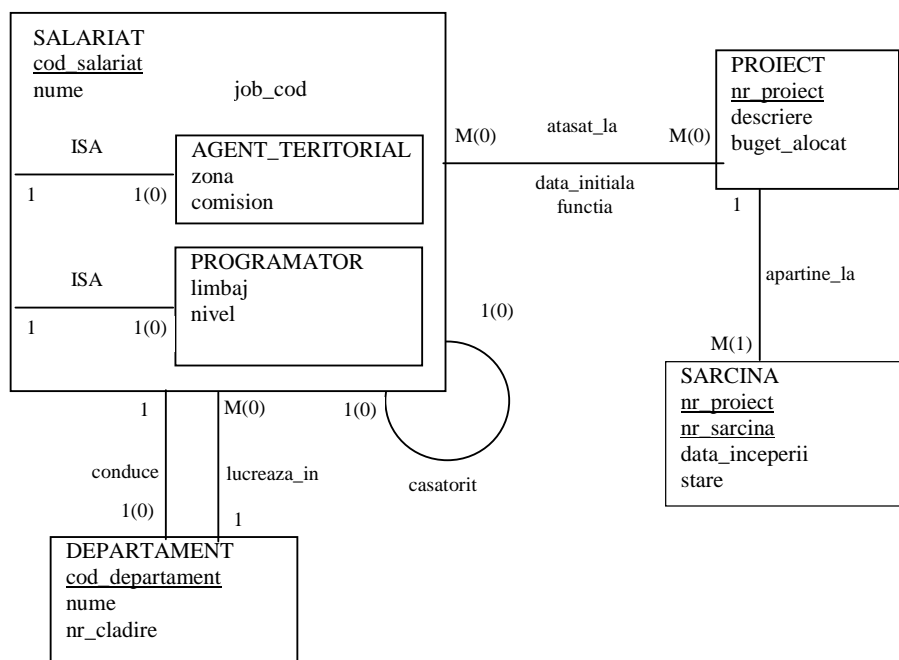 SALARIAT
cod_salariat
nume job_cod
ISA
1 1(0)
AGENT_TERITORIAL
zona
comision
ISA
1 1(0)
PROGRAMATOR
limbaj
nivel
M(0) atasat_la M(0)
data_initiala
functia
PROIECT
nr_proiect
descriere
buget_alocat
1
apartine_la
M(1)
SARCINA
nr_proiect
nr_sarcina
data_inceperii
stare
1(0)
1(0)
casatorit
1 M(0)
conduce lucreaza_in
1(0) 1
DEPARTAMENT
cod_departament
nume
nr_cladire